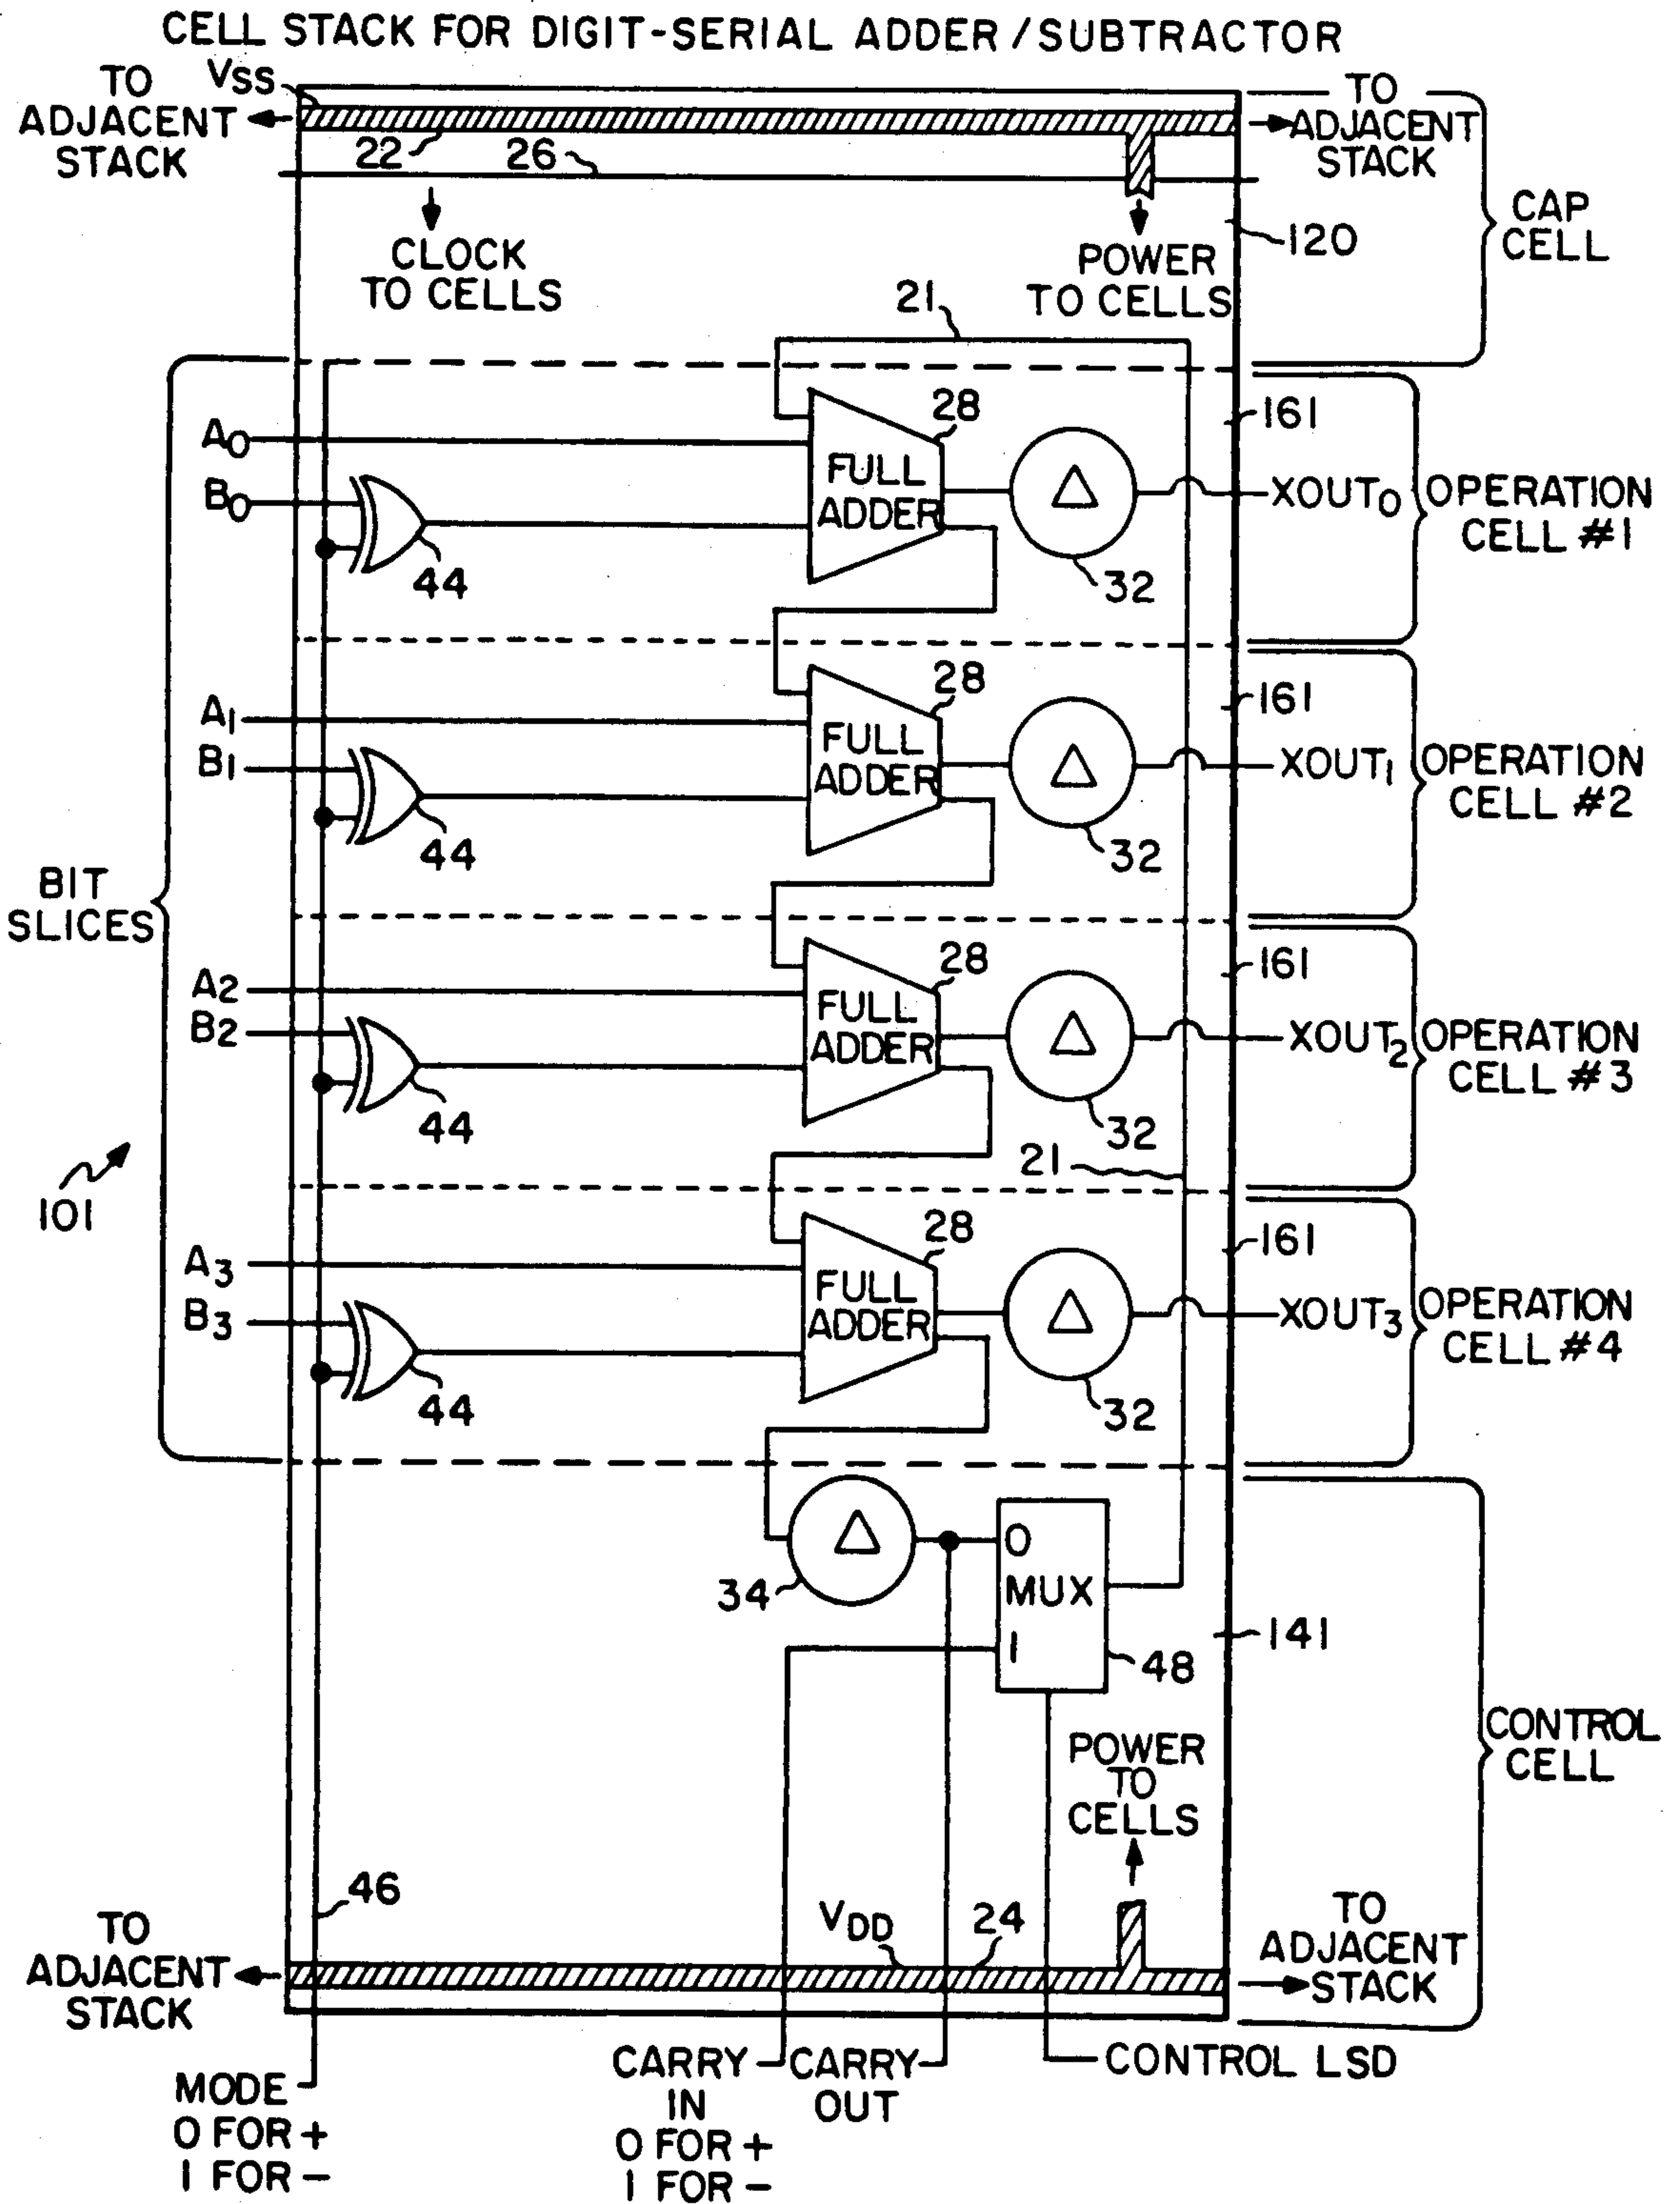 CELL STACK FOR DIGIT-SERIAL ADDER/SUBTRACTOR
TO
ADJACENT
STACK
VSS
22
26
TO
ADJACENT
STACK
CAP
CELL
120
CLOCK
TO CELLS
POWER
TO CELLS
21
BIT
SLICES
101
A0
B0
44
FULL
ADDER
28
32
161
XOUT0
OPERATION
CELL #1
A1
B1
44
FULL
ADDER
28
32
161
XOUT1
OPERATION
CELL #2
A2
B2
44
FULL
ADDER
28
32
161
XOUT2
OPERATION
CELL #3
21
A3
B3
44
FULL
ADDER
28
32
161
XOUT3
OPERATION
CELL #4
34
0
MUX
1
48
141
CONTROL
CELL
POWER
TO
CELLS
46
VDD
24
TO
ADJACENT
STACK
TO
ADJACENT
STACK
MODE
0 FOR +
1 FOR -
CARRY
IN
0 FOR +
1 FOR -
CARRY
OUT
CONTROL LSD